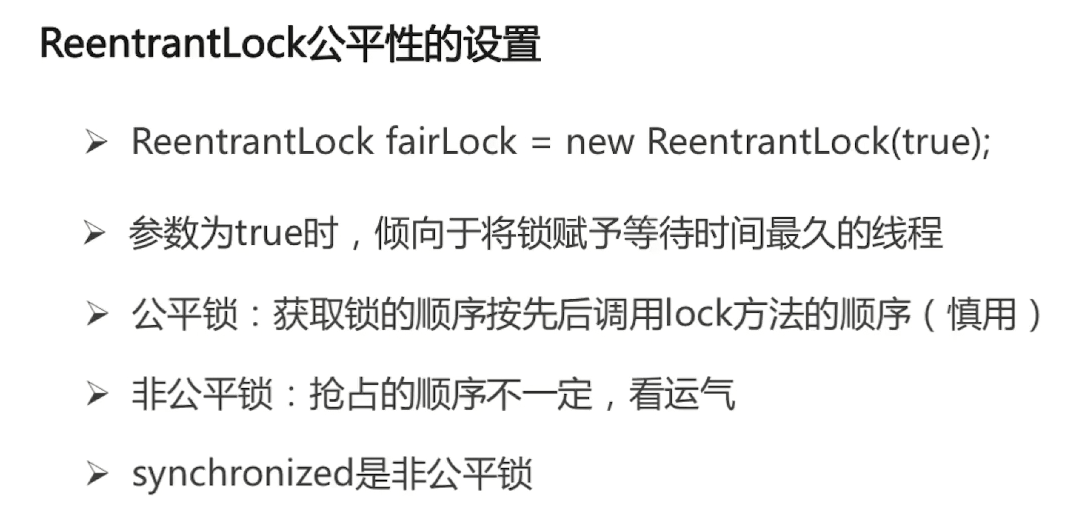 ReentrantLock公平性的设置
➢ ReentrantLock fairLock = new ReentrantLock(true);
➢ 参数为true时，倾向于将锁赋予等待时间最久的线程
➢ 公平锁：获取锁的顺序按先后调用lock方法的顺序（慎用）
➢ 非公平锁：抢占的顺序不一定，看运气
➢ synchronized是非公平锁